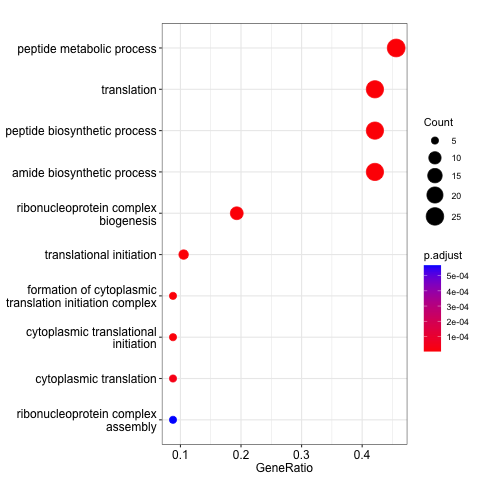 peptide metabolic process
translation
peptide biosynthetic process
amide biosynthetic process
ribonucleoprotein complex
biogenesis
translational initiation
formation of cytoplasmic
translation initiation complex
cytoplasmic translational
initiation
cytoplasmic translation
ribonucleoprotein complex
assembly
0.1
0.2
0.3
0.4
GeneRatio
Count
5
10
15
20
25
p.adjust
5e-04
4e-04
3e-04
2e-04
1e-04